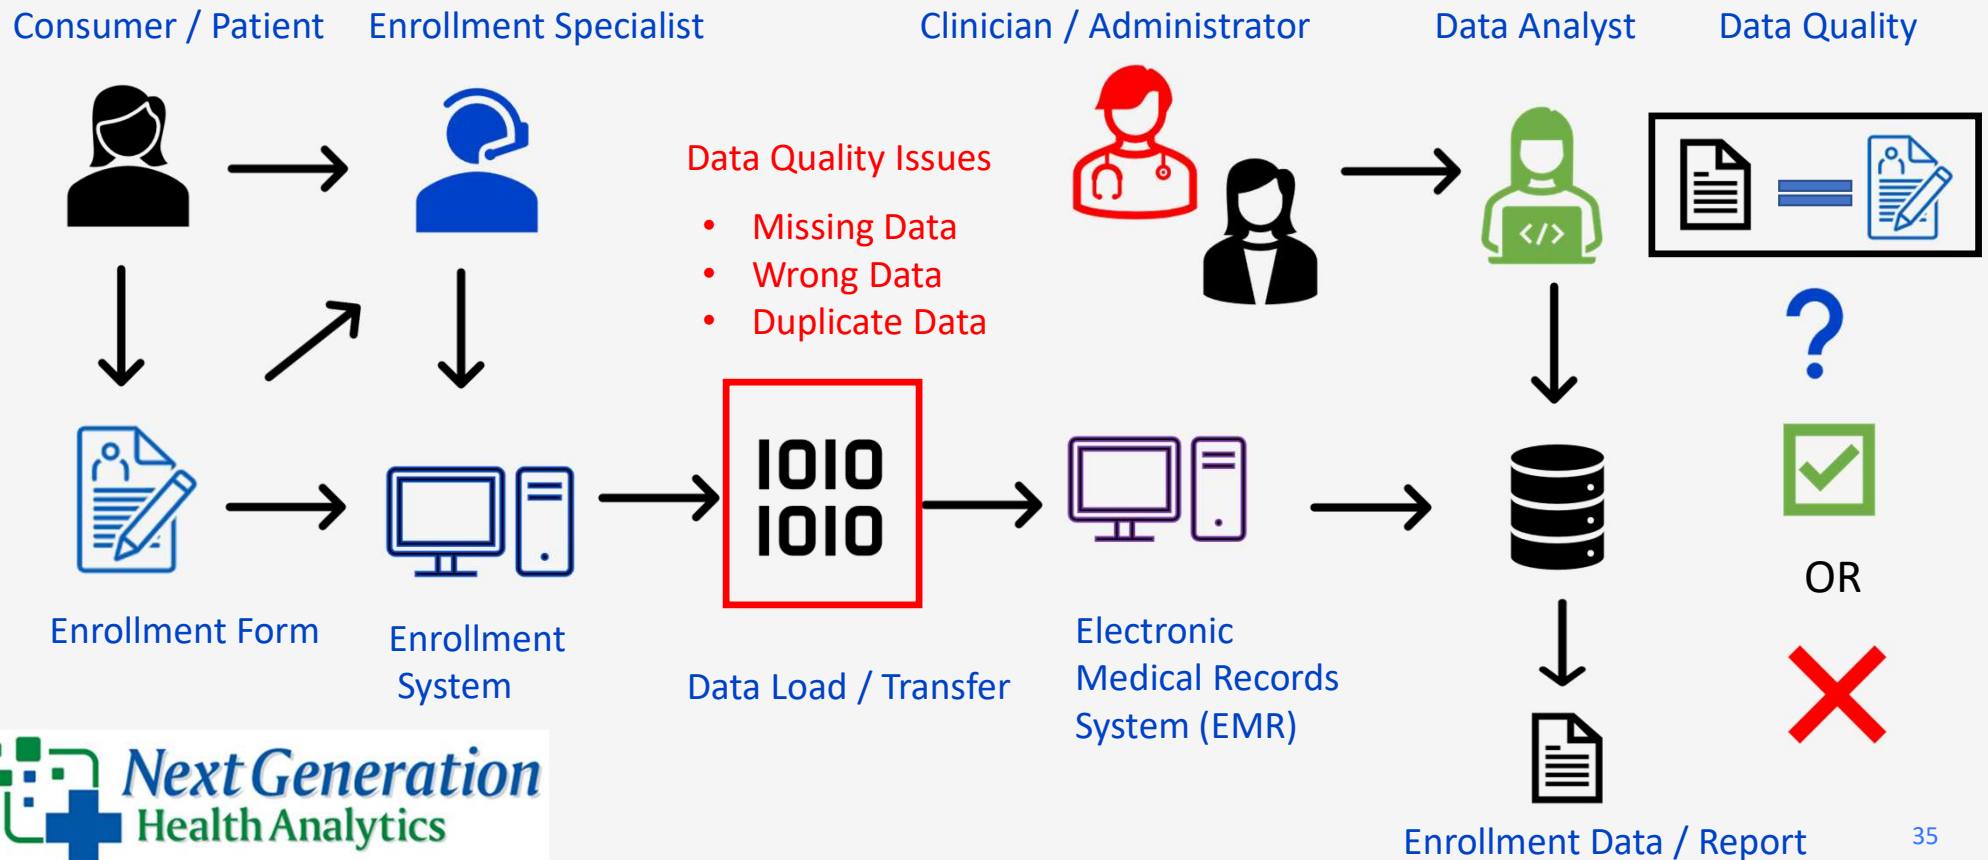 Consumer / Patient
Enrollment Specialist
Clinician / Administrator
Data Analyst
Data Quality
Data Quality Issues
• Missing Data
• Wrong Data
• Duplicate Data
</>
?
1010
1010
OR
Enrollment Form
Enrollment
System
Data Load / Transfer
Electronic
Medical Records
System (EMR)
Next Generation
Health Analytics
Enrollment Data / Report
35